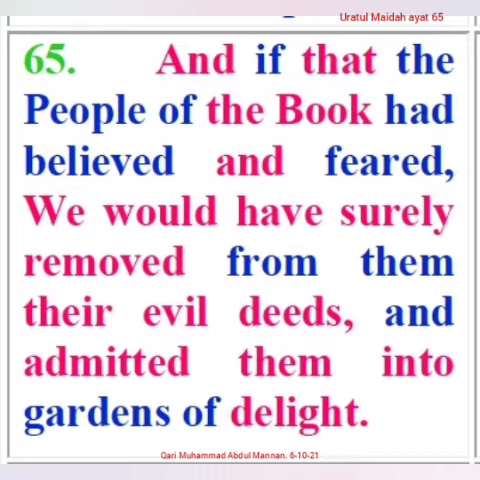 Uratul Maidah ayat 65
65. And if that the
People of the Book had
believed and feared,
We would have surely
removed from them
their evil deeds, and
admitted them into
gardens of delight.
Qari Muhammad Abdul Mannan. 6-10-21